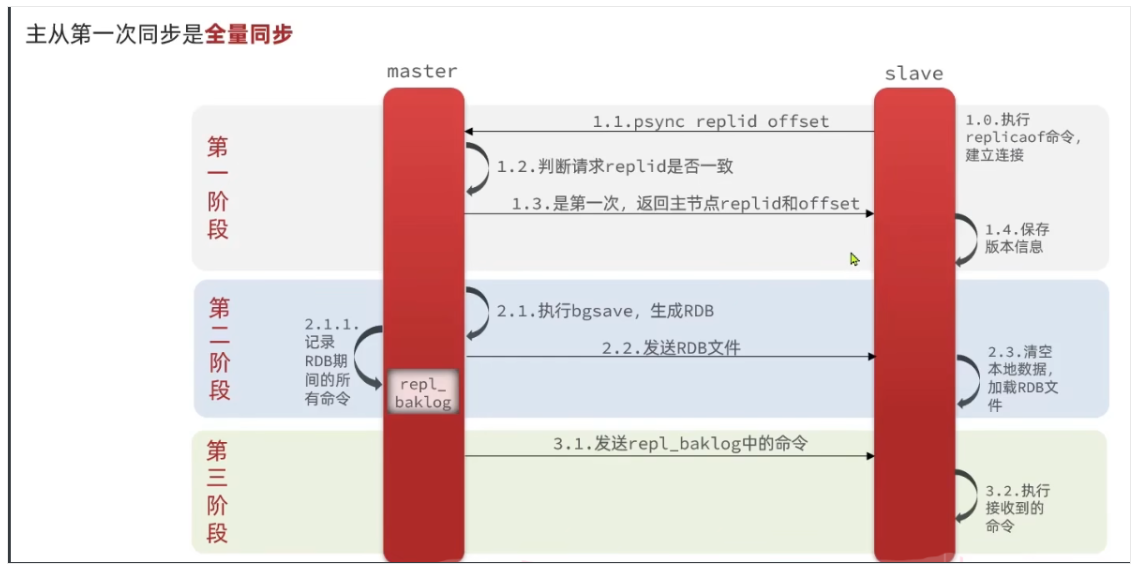 主从第一次同步是全量同步
master
slave
第一阶段
1.0.执行
replicaof命令，
建立连接
1.1.psync replid offset
1.2.判断请求replid是否一致
1.3.是第一次，返回主节点replid和offset
1.4.保存
版本信息
第二阶段
2.1.执行bgsave，生成RDB
2.1.1.
记录
RDB期
间的所
有命令
repl_
baklog
2.2.发送RDB文件
2.3.清空
本地数据，
加载RDB文
件
第三阶段
3.1.发送repl_baklog中的命令
3.2.执行
接收到的
命令